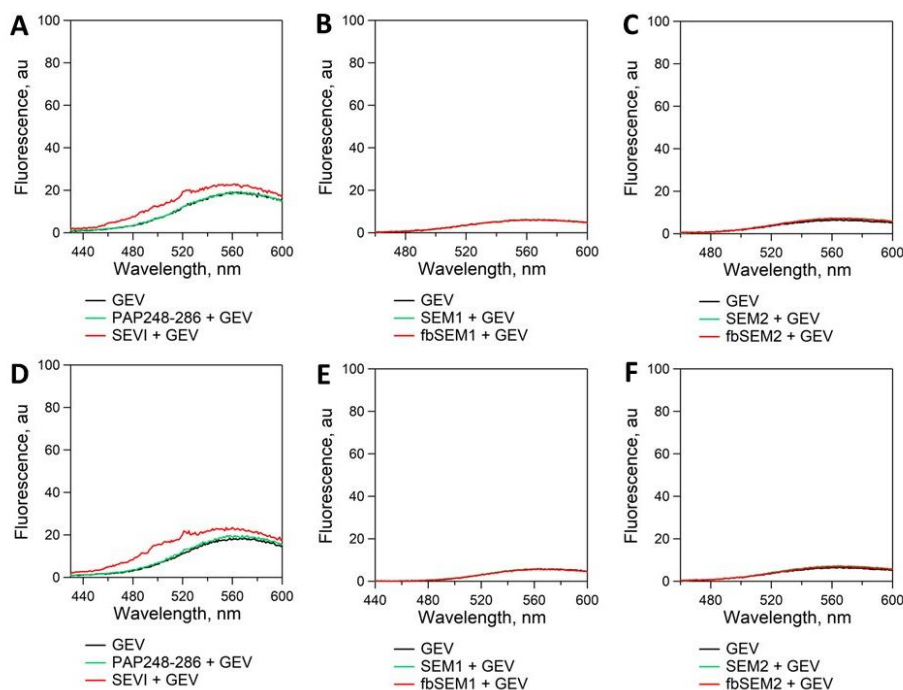 A
100
80
60
40
20
0
Fluorescence, au
440 480 520 560 600
Wavelength, nm
GEV
PAP248-286 + GEV
SEVI + GEV
B
100
80
60
40
20
0
Fluorescence, au
480 520 560 600
Wavelength, nm
GEV
SEM1 + GEV
fbSEM1 + GEV
C
100
80
60
40
20
0
Fluorescence, au
480 520 560 600
Wavelength, nm
GEV
SEM2 + GEV
fbSEM2 + GEV
D
100
80
60
40
20
0
Fluorescence, au
440 480 520 560 600
Wavelength, nm
GEV
PAP248-286 + GEV
SEVI + GEV
E
100
80
60
40
20
0
Fluorescence, au
440 480 520 560 600
Wavelength, nm
GEV
SEM1 + GEV
fbSEM1 + GEV
F
100
80
60
40
20
0
Fluorescence, au
480 520 560 600
Wavelength, nm
GEV
SEM2 + GEV
fbSEM2 + GEV